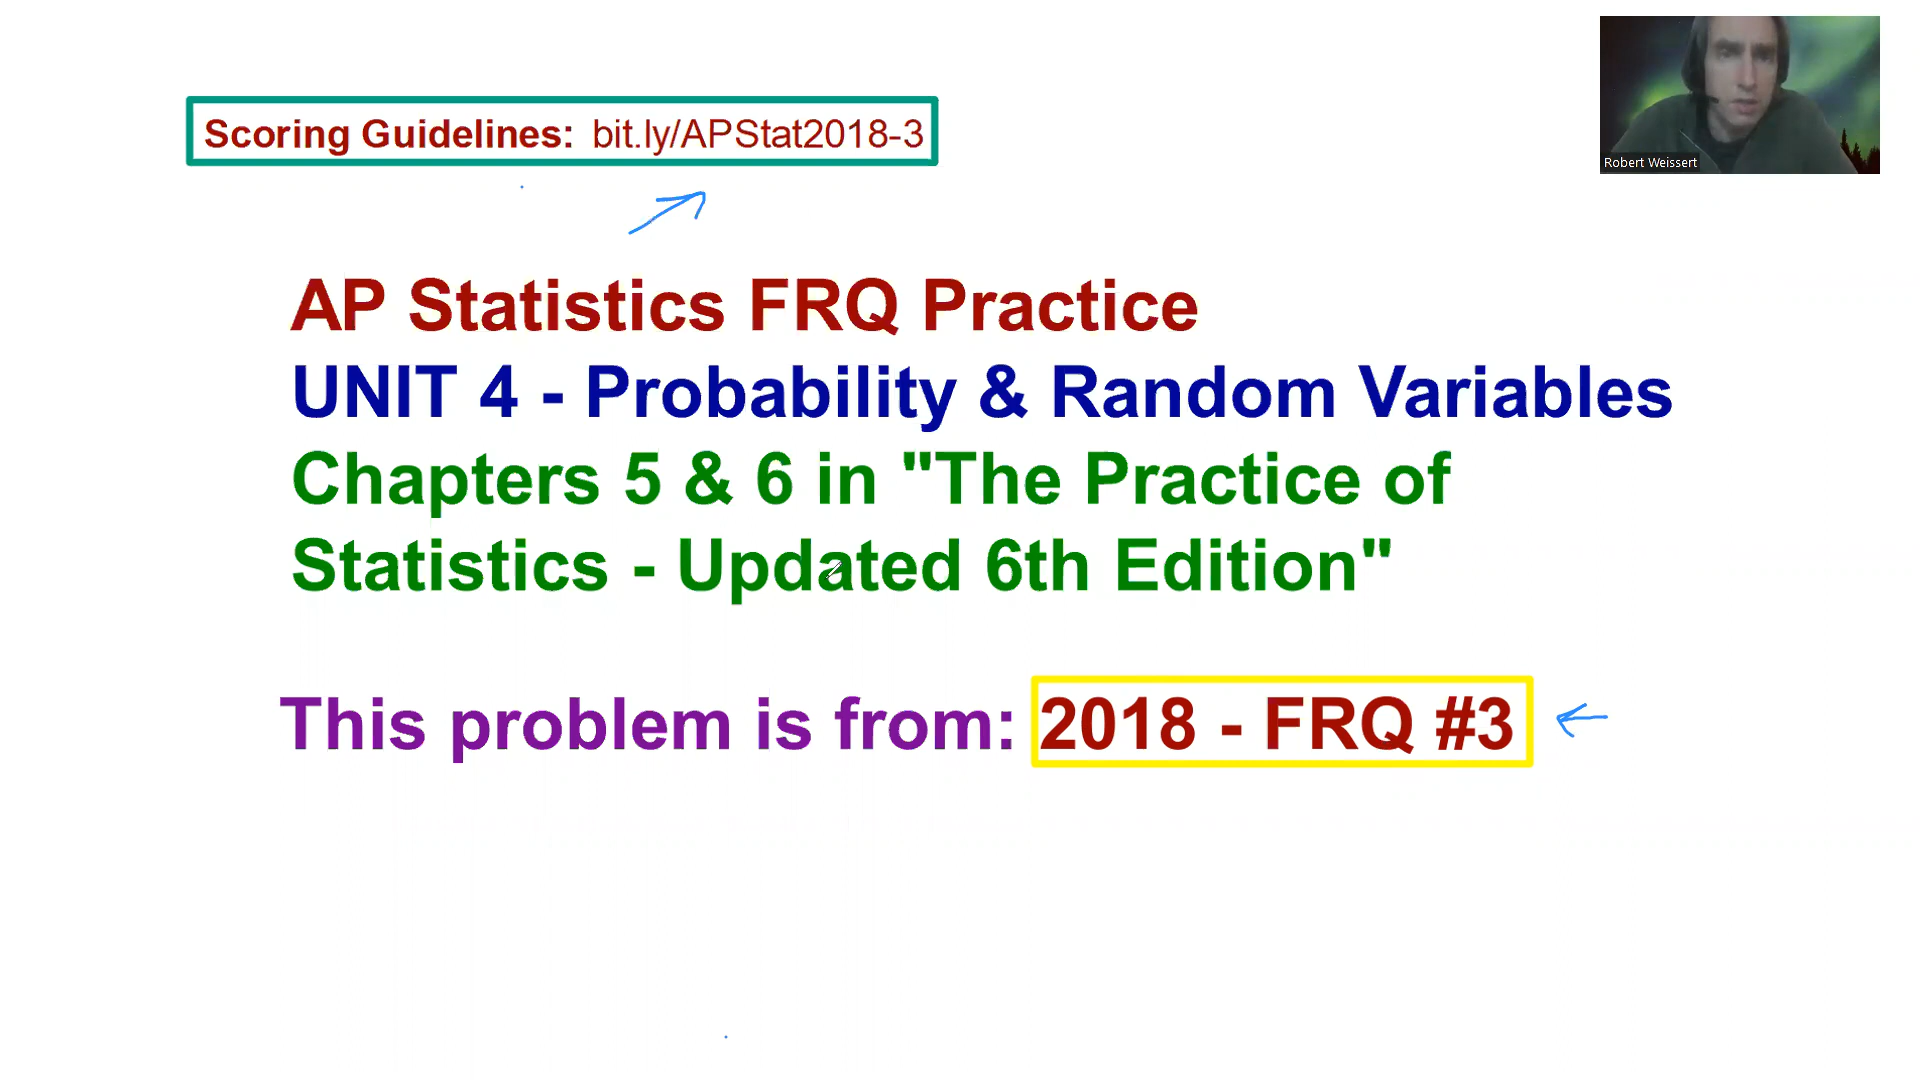 Scoring Guidelines: bit.ly/APStat2018-3
Robert Weissert
AP Statistics FRQ Practice
UNIT 4 - Probability & Random Variables
Chapters 5 & 6 in "The Practice of
Statistics - Updated 6th Edition"
This problem is from: 2018 - FRQ #3